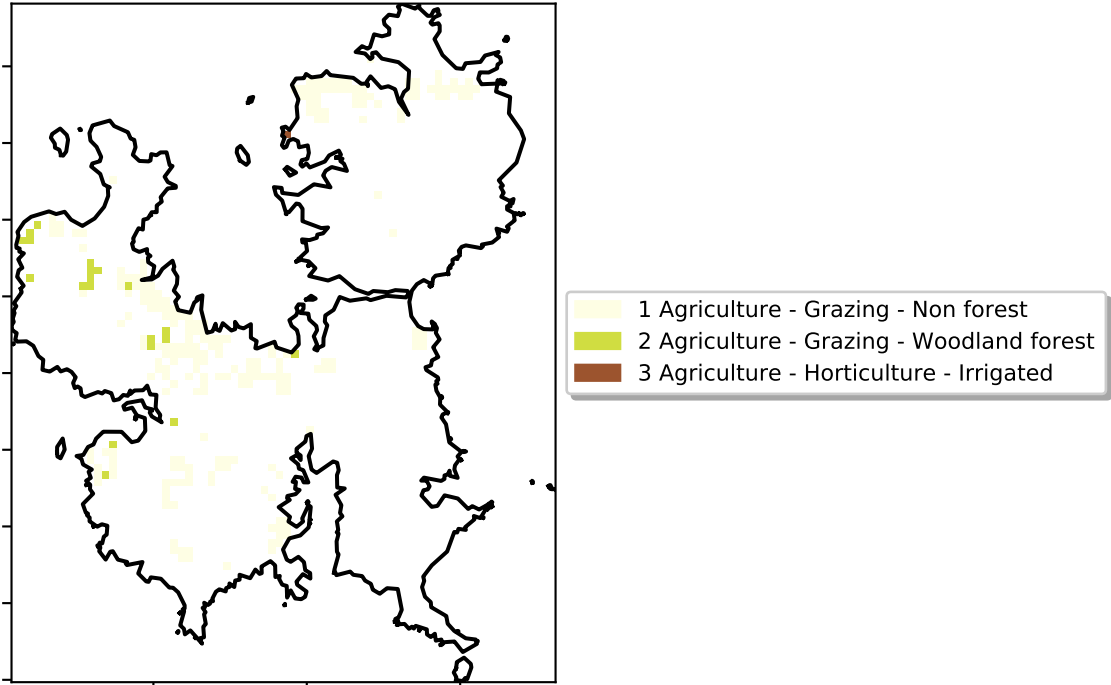 1 Agriculture - Grazing - Non forest
2 Agriculture - Grazing - Woodland forest
3 Agriculture - Horticulture - Irrigated